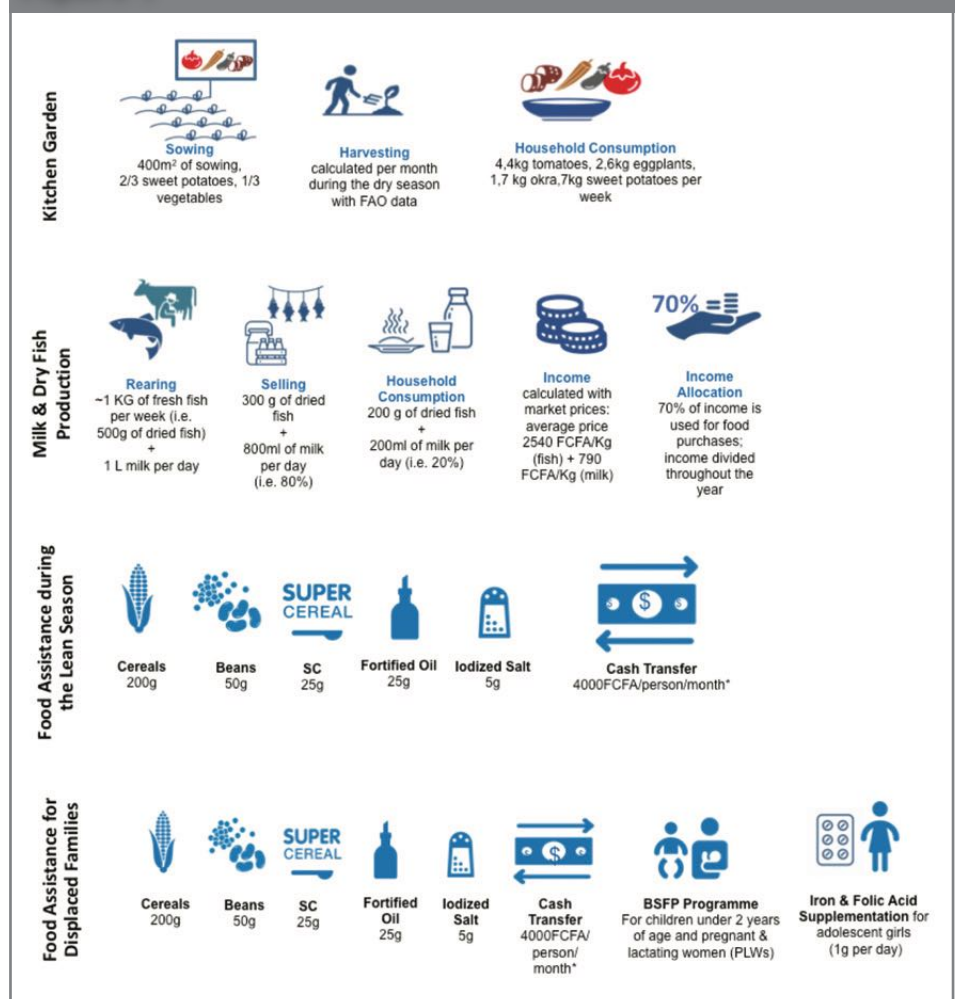 Kitchen Garden
Sowing
400m² of sowing,
2/3 sweet potatoes, 1/3
vegetables
Harvesting
calculated per month
during the dry season
with FAO data
Household Consumption
4,4kg tomatoes, 2,6kg eggplants,
1,7 kg okra,7kg sweet potatoes per
week
Milk & Dry Fish
Production
Rearing
~1 KG of fresh fish
per week (i.e.
500g of dried fish)
+
1 L milk per day
Selling
300 g of dried
fish
+
800ml of milk
per day
(i.e. 80%)
Household
Consumption
200 g of dried fish
+
200ml of milk per
day (i.e. 20%)
Income
calculated with
market prices:
average price
2540 FCFA/Kg
(fish) + 790
FCFA/Kg (milk)
70% =
Income
Allocation
70% of income is
used for food
purchases;
income divided
throughout the
year
Food Assistance during
the Lean Season
Cereals
200g
Beans
50g
SUPER
CEREAL
SC
25g
Fortified Oil
25g
Iodized Salt
5g
$
Cash Transfer
4000FCFA/person/month*
Food Assistance for
Displaced Families
Cereals
200g
Beans
50g
SUPER
CEREAL
SC
25g
Fortified
Oil
25g
Iodized
Salt
5g
$
Cash
Transfer
4000FCFA/
person/
month*
BSFP Programme
For children under 2 years
of age and pregnant &
lactating women (PLWs)
Iron & Folic Acid
Supplementation for
adolescent girls
(1g per day)